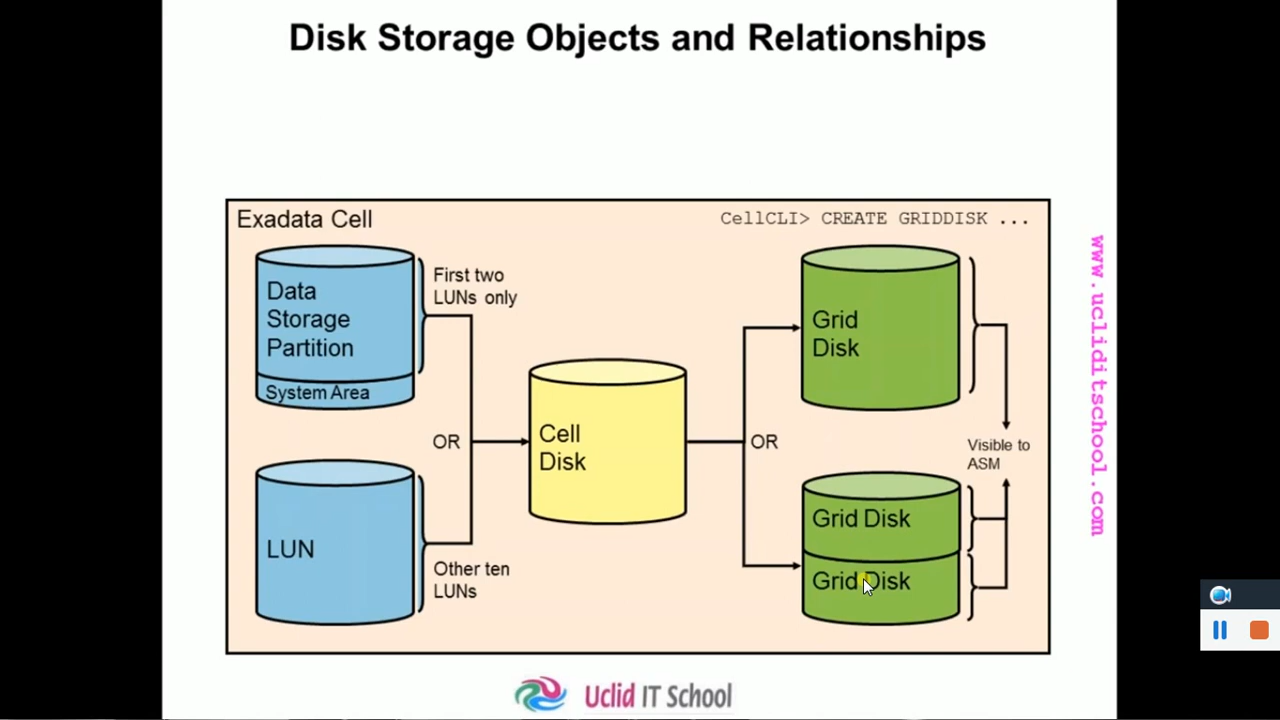 Disk Storage Objects and Relationships
Exadata Cell
CellCLI> CREATE GRIDDISK ...
Data
Storage
Partition
System Area
First two
LUNs only
OR
LUN
Other ten
LUNs
Cell
Disk
OR
Grid
Disk
Grid Disk
Grid Disk
Visible to
ASM
www.ucliditschool.com
Uclid IT School